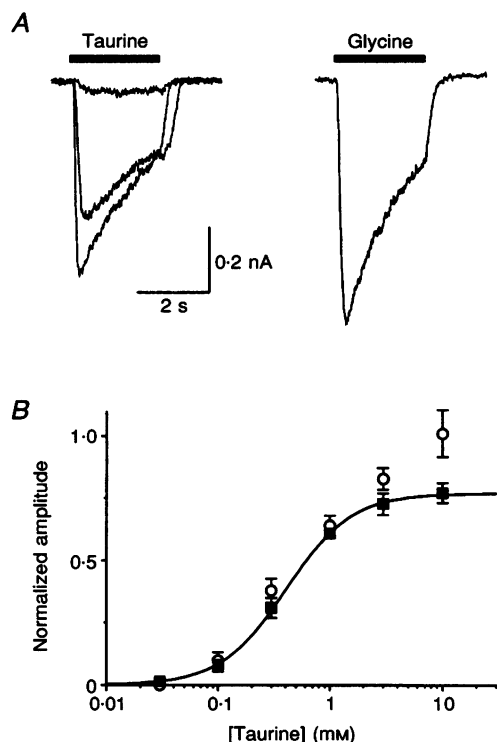 A
Taurine
Glycine
0·2 nA
2 s
B
1·0
0·5
0
Normalized amplitude
0·01
0·1
1
10
[Taurine] (mM)